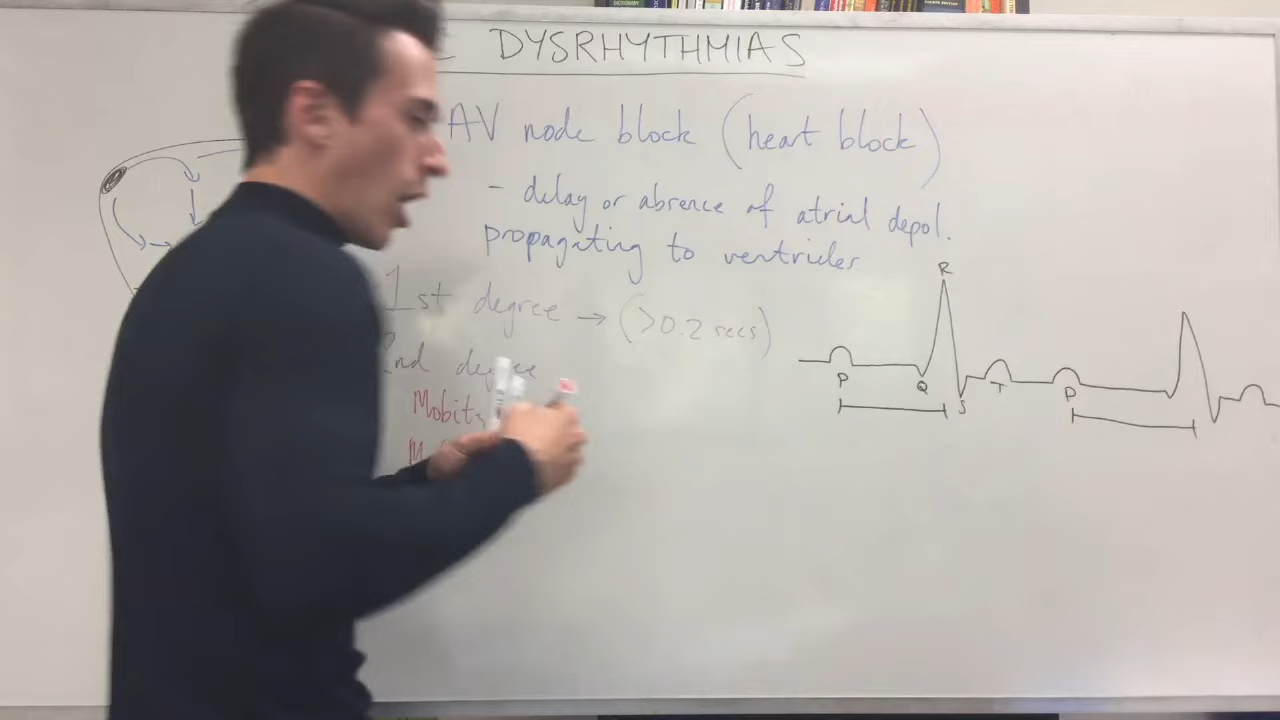 DYSRHYTHMIAS
AV node block (heart block)
- delay or absence of atrial depol.
propagating to ventricles
1st degree → (>0.2 secs)
2nd degree
R
P
Q
S
T
P
DICTIONARY